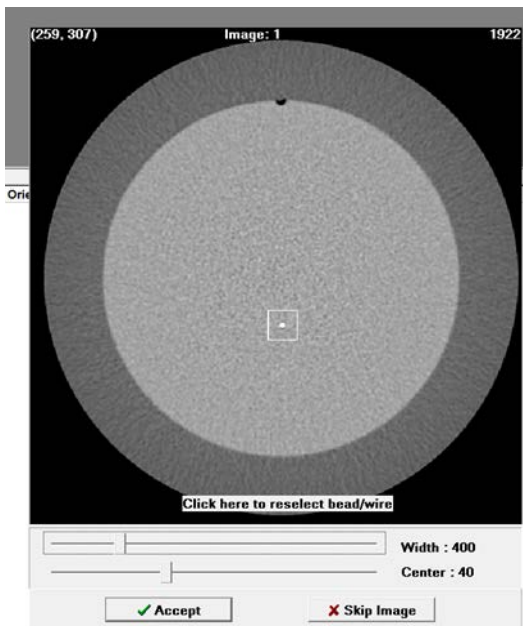 (259, 307) Image: 1 1922
Orie
Click here to reselect bead/wire
Width : 400
Center : 40
Accept Skip Image